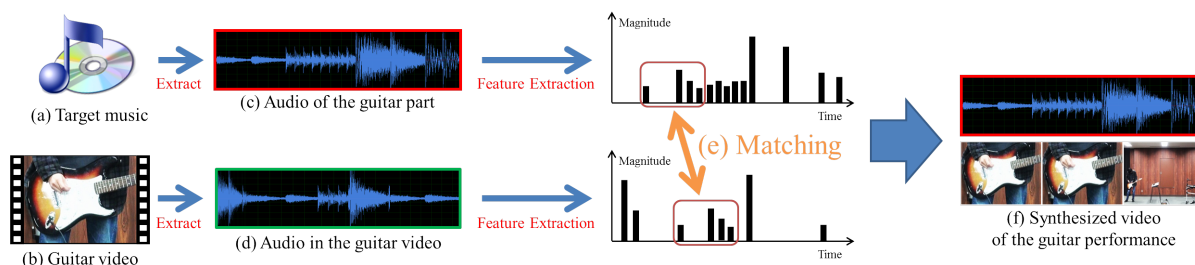 Extract
(a) Target music
(c) Audio of the guitar part
Feature Extraction
Magnitude
Time
(e) Matching
Extract
(b) Guitar video
(d) Audio in the guitar video
Feature Extraction
Magnitude
Time
(f) Synthesized video
of the guitar performance